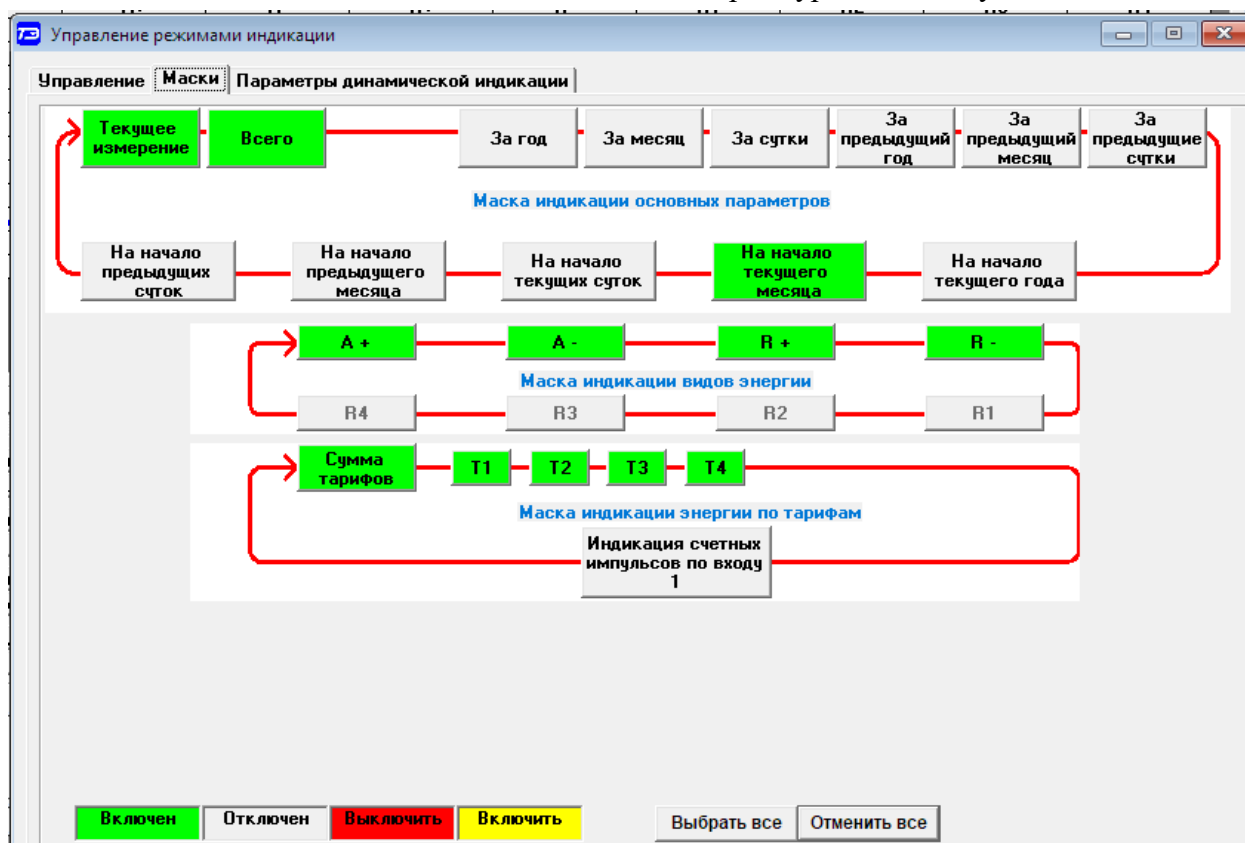 Управление режимами индикации
Управление Маски Параметры динамической индикации
Текущее
измерение
Всего
За год
За месяц
За сутки
За
предыдущий
год
За
предыдущий
месяц
За
предыдущие
сутки
Маска индикации основных параметров
На начало
предыдущих
суток
На начало
предыдущего
месяца
На начало
текущих суток
На начало
текущего
месяца
На начало
текущего года
A +
A -
R +
R -
Маска индикации видов энергии
R4
R3
R2
R1
Сумма
тарифов
T1
T2
T3
T4
Маска индикации энергии по тарифам
Индикация счетных
импульсов по входу
1
Включен
Отключен
Выключить
Включить
Выбрать все
Отменить все